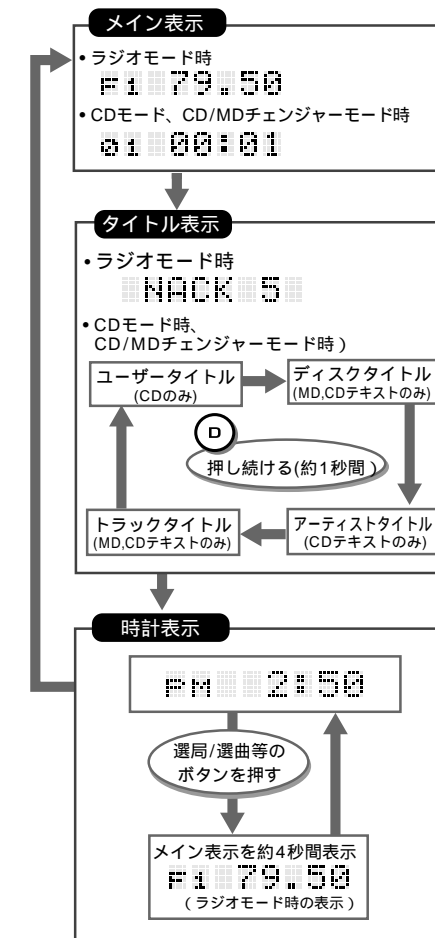 メイン表示
•ラジオモード時
F1 79.50
•CDモード、CD/MDチェンジャーモード時
01 00:01
タイトル表示
•ラジオモード時
NACK 5
•CDモード時、
CD/MDチェンジャーモード時)
ユーザータイトル
(CDのみ)
ディスクタイトル
(MD,CDテキストのみ)
D
押し続ける(約1秒間)
トラックタイトル
(MD,CDテキストのみ)
アーティストタイトル
(CDテキストのみ)
時計表示
PM 2:50
選局/選曲等の
ボタンを押す
メイン表示を約4秒間表示
F1 79.50
(ラジオモード時の表示)